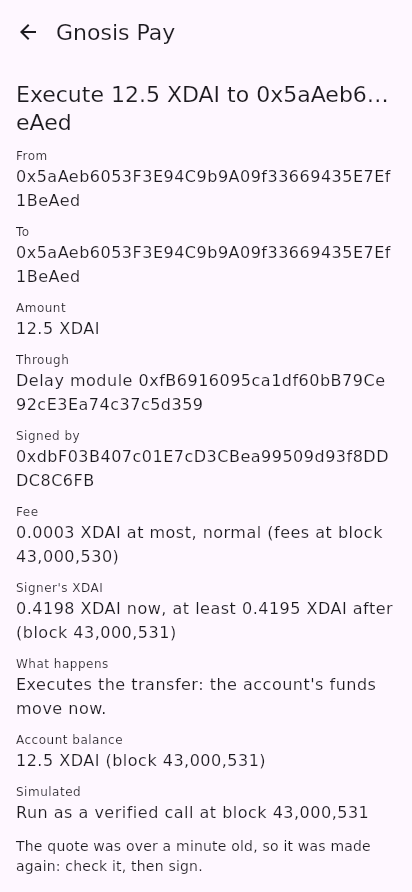 Gnosis Pay
Execute 12.5 XDAI to 0x5aAeb6…
eAed
From
0x5aAeb6053F3E94C9b9A09f33669435E7Ef
1BeAed
To
0x5aAeb6053F3E94C9b9A09f33669435E7Ef
1BeAed
Amount
12.5 XDAI
Through
Delay module 0xfB6916095ca1df60bB79Ce
92cE3Ea74c37c5d359
Signed by
0xdbF03B407c01E7cD3CBea99509d93f8DD
DC8C6FB
Fee
0.0003 XDAI at most, normal (fees at block
43,000,530)
Signer's XDAI
0.4198 XDAI now, at least 0.4195 XDAI after
(block 43,000,531)
What happens
Executes the transfer: the account's funds
move now.
Account balance
12.5 XDAI (block 43,000,531)
Simulated
Run as a verified call at block 43,000,531
The quote was over a minute old, so it was made
again: check it, then sign.